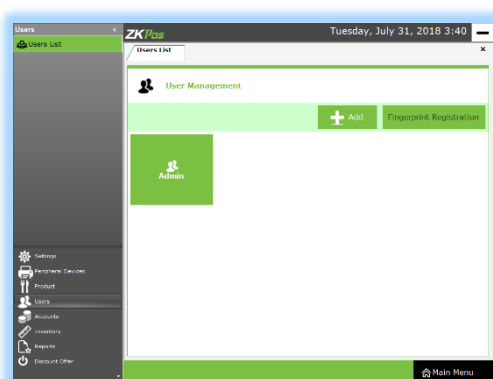 Users
Users List
ZKPos
Tuesday, July 31, 2018 3:40
Users List
User Management
Add
Fingerprint Registration
Admin
Settings
Peripheral Devices
Product
Users
Accounts
Inventory
Reports
Discount Offer
Main Menu